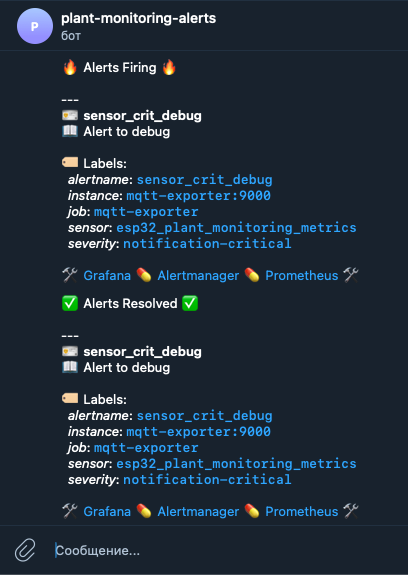 P
plant-monitoring-alerts
бот
🔥 Alerts Firing 🔥
---
🪪 sensor_crit_debug
📖 Alert to debug
🏷️ Labels:
alertname: sensor_crit_debug
instance: mqtt-exporter:9000
job: mqtt-exporter
sensor: esp32_plant_monitoring_metrics
severity: notification-critical
🛠 Grafana 💊 Alertmanager 💊 Prometheus 🛠
✅ Alerts Resolved ✅
---
🪪 sensor_crit_debug
📖 Alert to debug
🏷️ Labels:
alertname: sensor_crit_debug
instance: mqtt-exporter:9000
job: mqtt-exporter
sensor: esp32_plant_monitoring_metrics
severity: notification-critical
🛠 Grafana 💊 Alertmanager 💊 Prometheus 🛠
Сообщение...